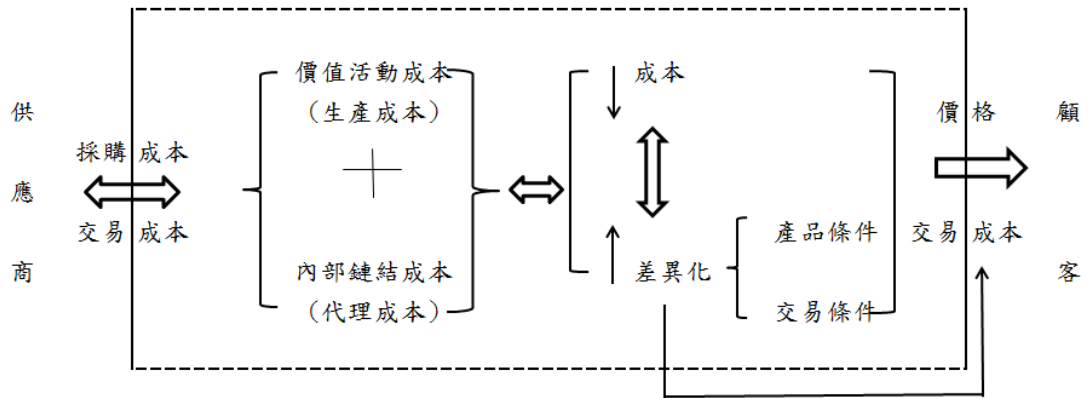 供應商
採購成本
交易成本
價值活動成本
(生產成本)
內部鏈結成本
(代理成本)
成本
差異化
產品條件
交易條件
價格
交易成本
顧客